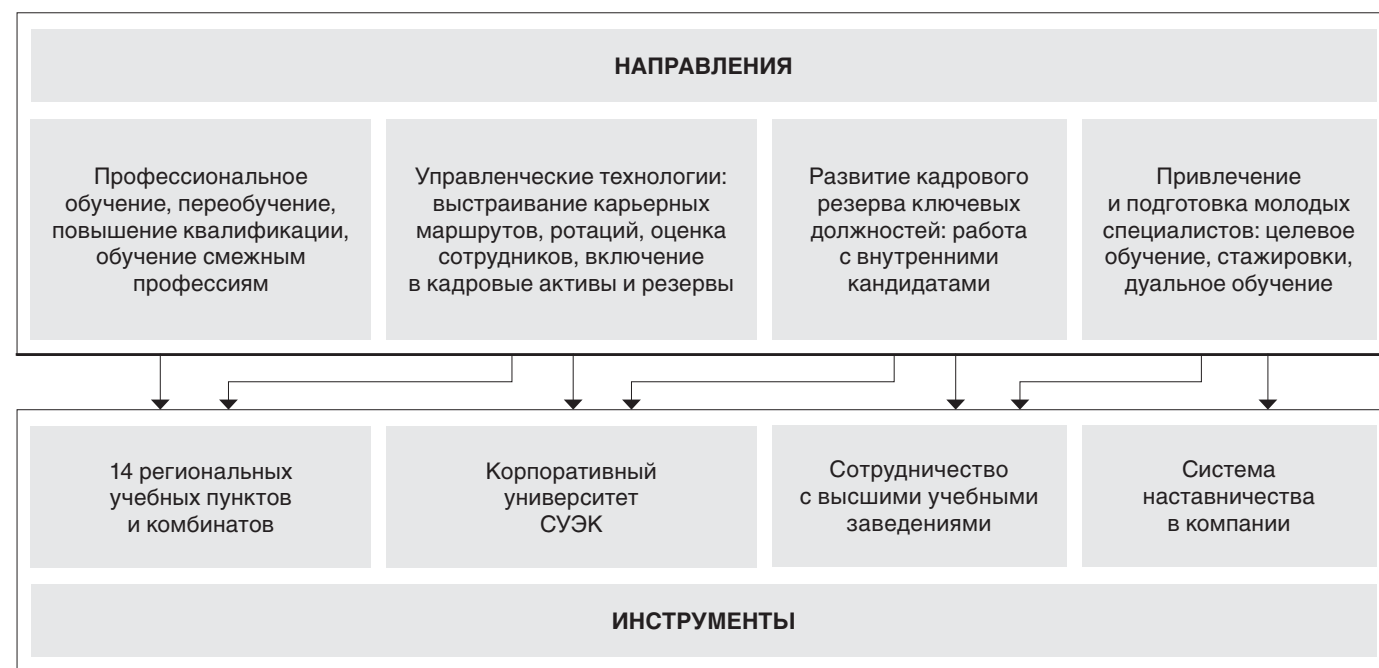 НАПРАВЛЕНИЯ
Профессиональное
обучение, переобучение,
повышение квалификации,
обучение смежным
профессиям
Управленческие технологии:
выстраивание карьерных
маршрутов, ротаций, оценка
сотрудников, включение
в кадровые активы и резервы
Развитие кадрового
резерва ключевых
должностей: работа
с внутренними
кандидатами
Привлечение
и подготовка молодых
специалистов: целевое
обучение, стажировки,
дуальное обучение
14 региональных
учебных пунктов
и комбинатов
Корпоративный
университет
СУЭК
Сотрудничество
с высшими учебными
заведениями
Система
наставничества
в компании
ИНСТРУМЕНТЫ